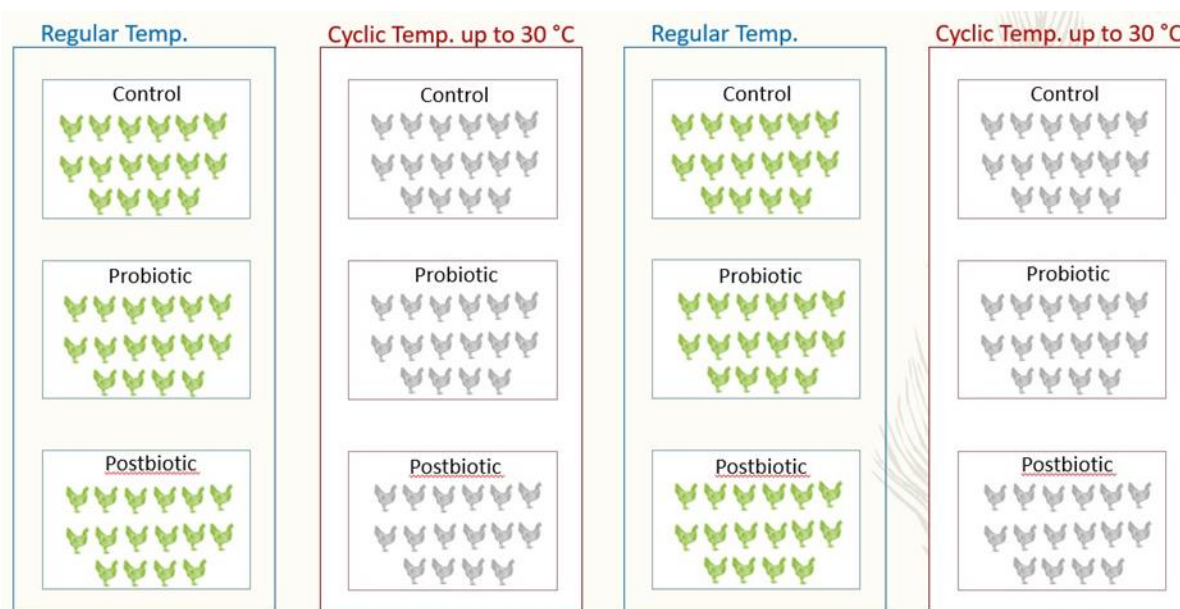 Regular Temp.
Cyclic Temp. up to 30 °C
Regular Temp.
Cyclic Temp. up to 30 °C
Control
Control
Control
Control
Probiotic
Probiotic
Probiotic
Probiotic
Postbiotic
Postbiotic
Postbiotic
Postbiotic